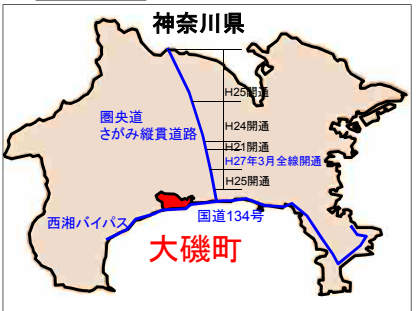 神奈川県
H25開通
圏央道
さがみ縦貫道路
H24開通
H21開通
H27年3月全線開通
H25開通
西湘バイパス
国道134号
大磯町